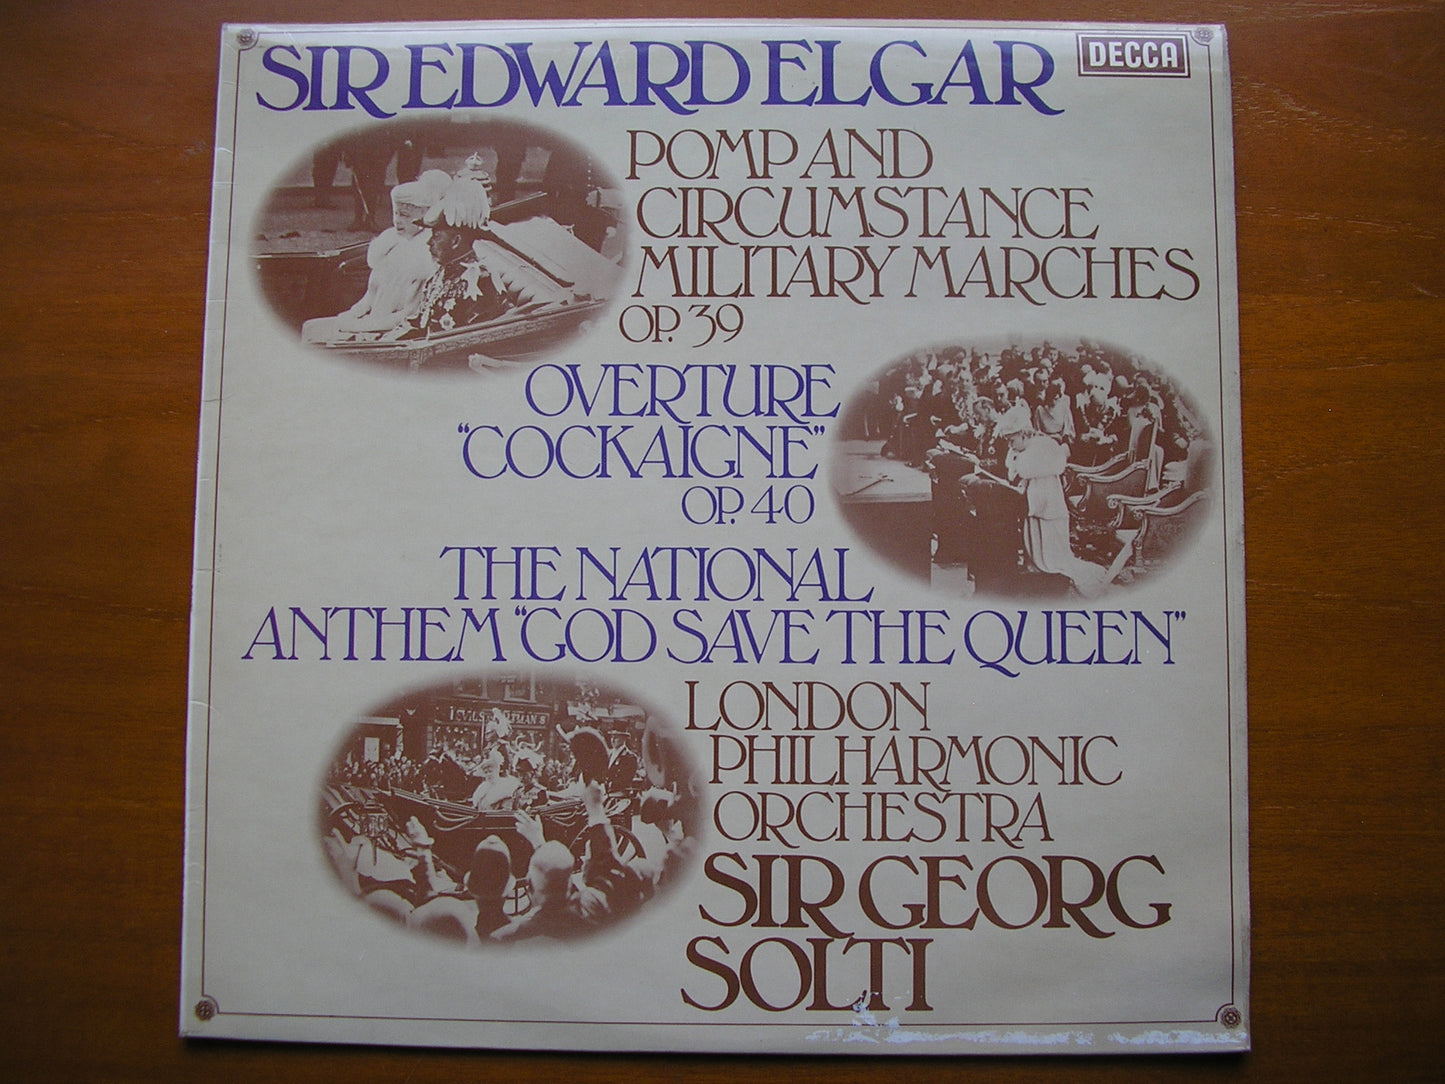 SIR EDWARD ELGAR
DECCA
POMP AND
CIRCUMSTANCE
MILITARY MARCHES
OP. 39
OVERTURE
“COCKAIGNE”
OP. 40
THE NATIONAL
ANTHEM “GOD SAVE THE QUEEN”
LONDON
PHILHARMONIC
ORCHESTRA
SIR GEORG
SOLTI